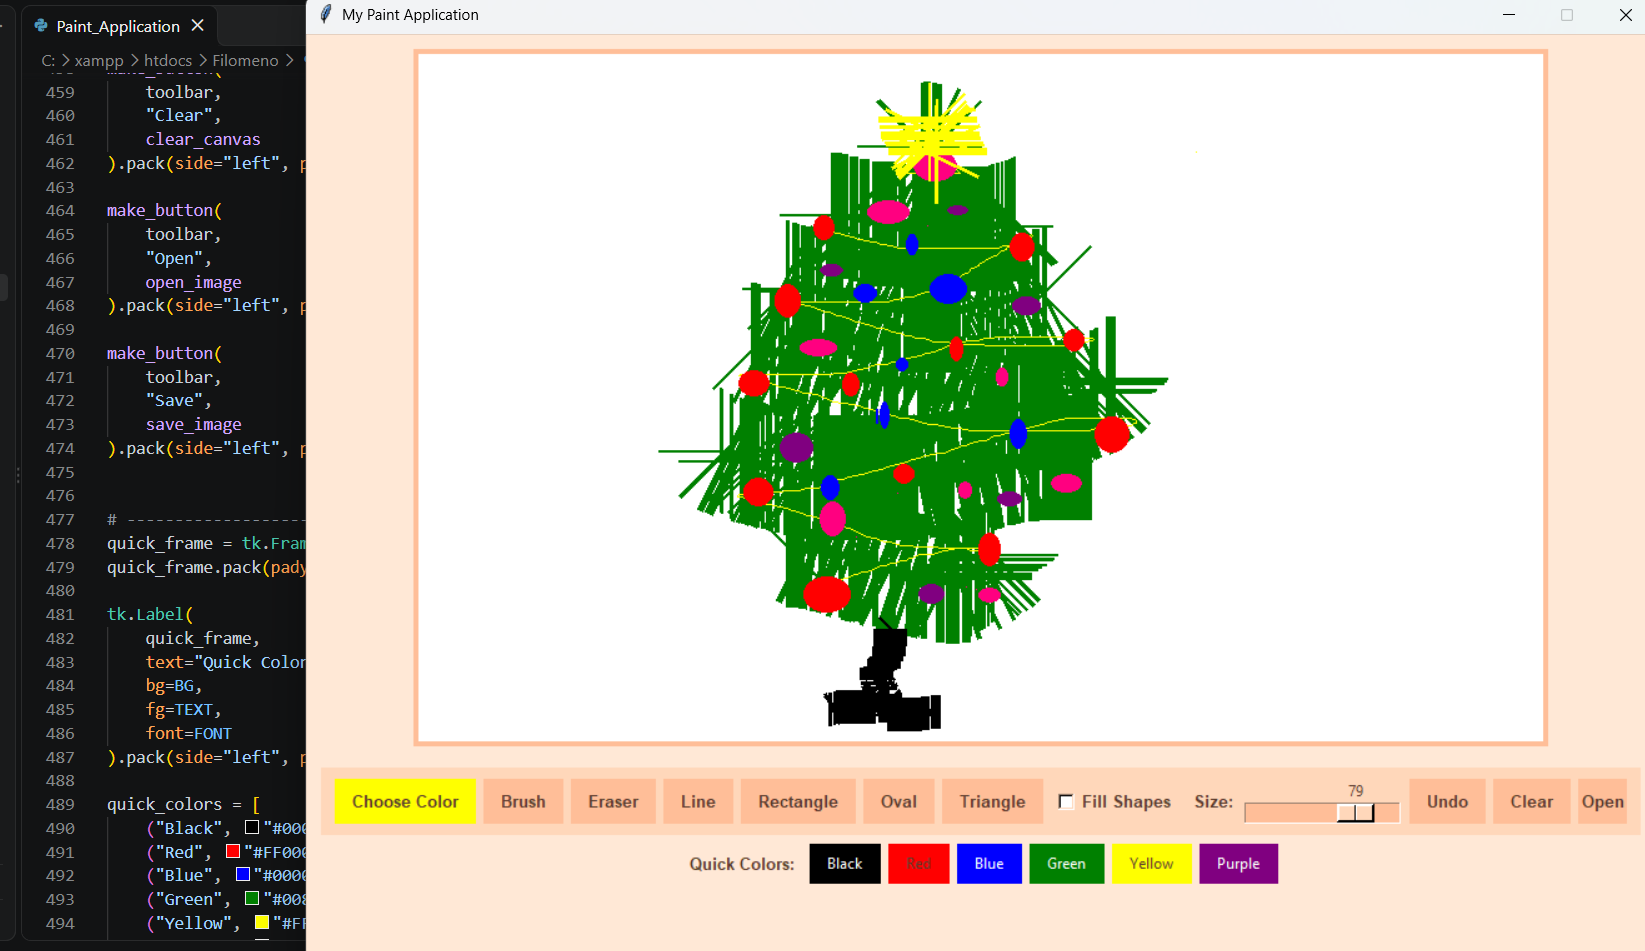 Paint_Application
My Paint Application
C: > xampp > htdocs > Filomeno >
459 toolbar,
460 "Clear",
461 clear_canvas
462 ).pack(side="left", p
463
464 make_button(
465 toolbar,
466 "Open",
467 open_image
468 ).pack(side="left", p
469
470 make_button(
471 toolbar,
472 "Save",
473 save_image
474 ).pack(side="left", p
475
476
477 # -------------------
478 quick_frame = tk.Fram
479 quick_frame.pack(pady
480
481 tk.Label(
482 quick_frame,
483 text="Quick Color
484 bg=BG,
485 fg=TEXT,
486 font=FONT
487 ).pack(side="left", p
488
489 quick_colors = [
490 ("Black", "#000
491 ("Red", "#FF000
492 ("Blue", "#0000
493 ("Green", "#008
494 ("Yellow", "#FF
Choose Color Brush Eraser Line Rectangle Oval Triangle Fill Shapes Size: 79 Undo Clear Open
Quick Colors: Black Red Blue Green Yellow Purple